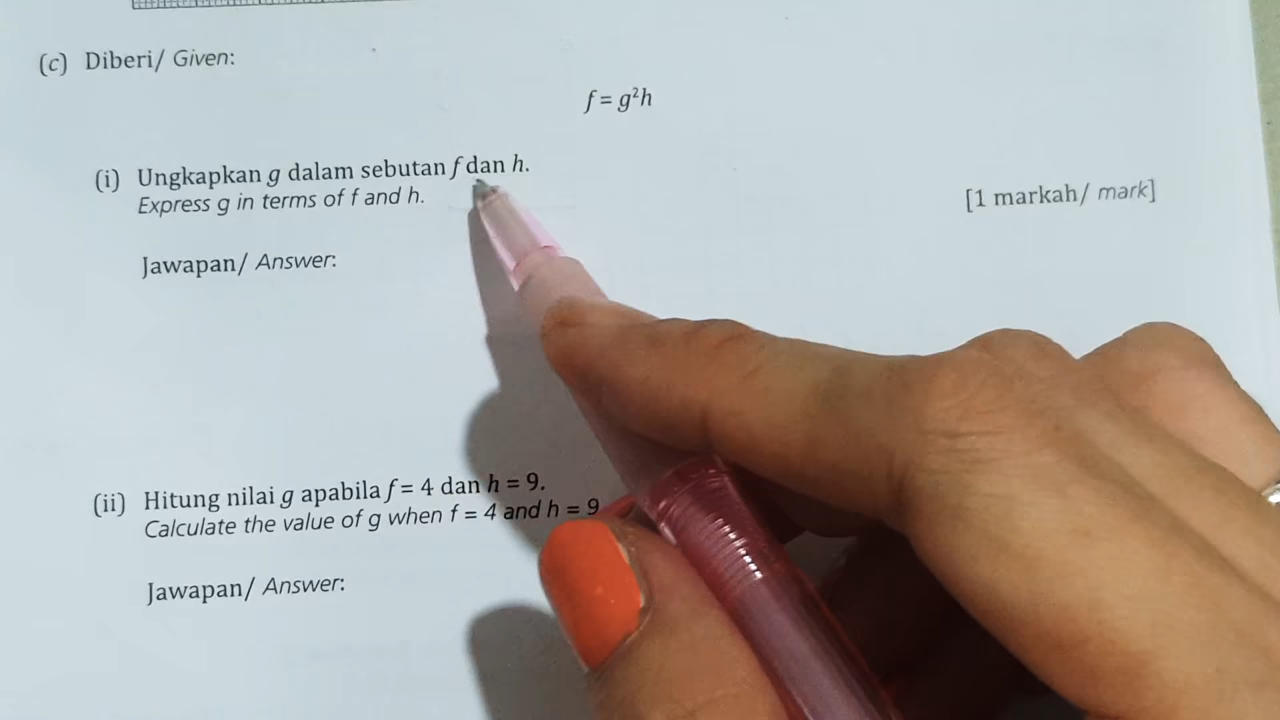 (c) Diberi/ Given:
f = g²h
(i) Ungkapkan g dalam sebutan f dan h.
Express g in terms of f and h.
[1 markah/ mark]
Jawapan/ Answer:
(ii) Hitung nilai g apabila f = 4 dan h = 9.
Calculate the value of g when f = 4 and h = 9
Jawapan/ Answer: